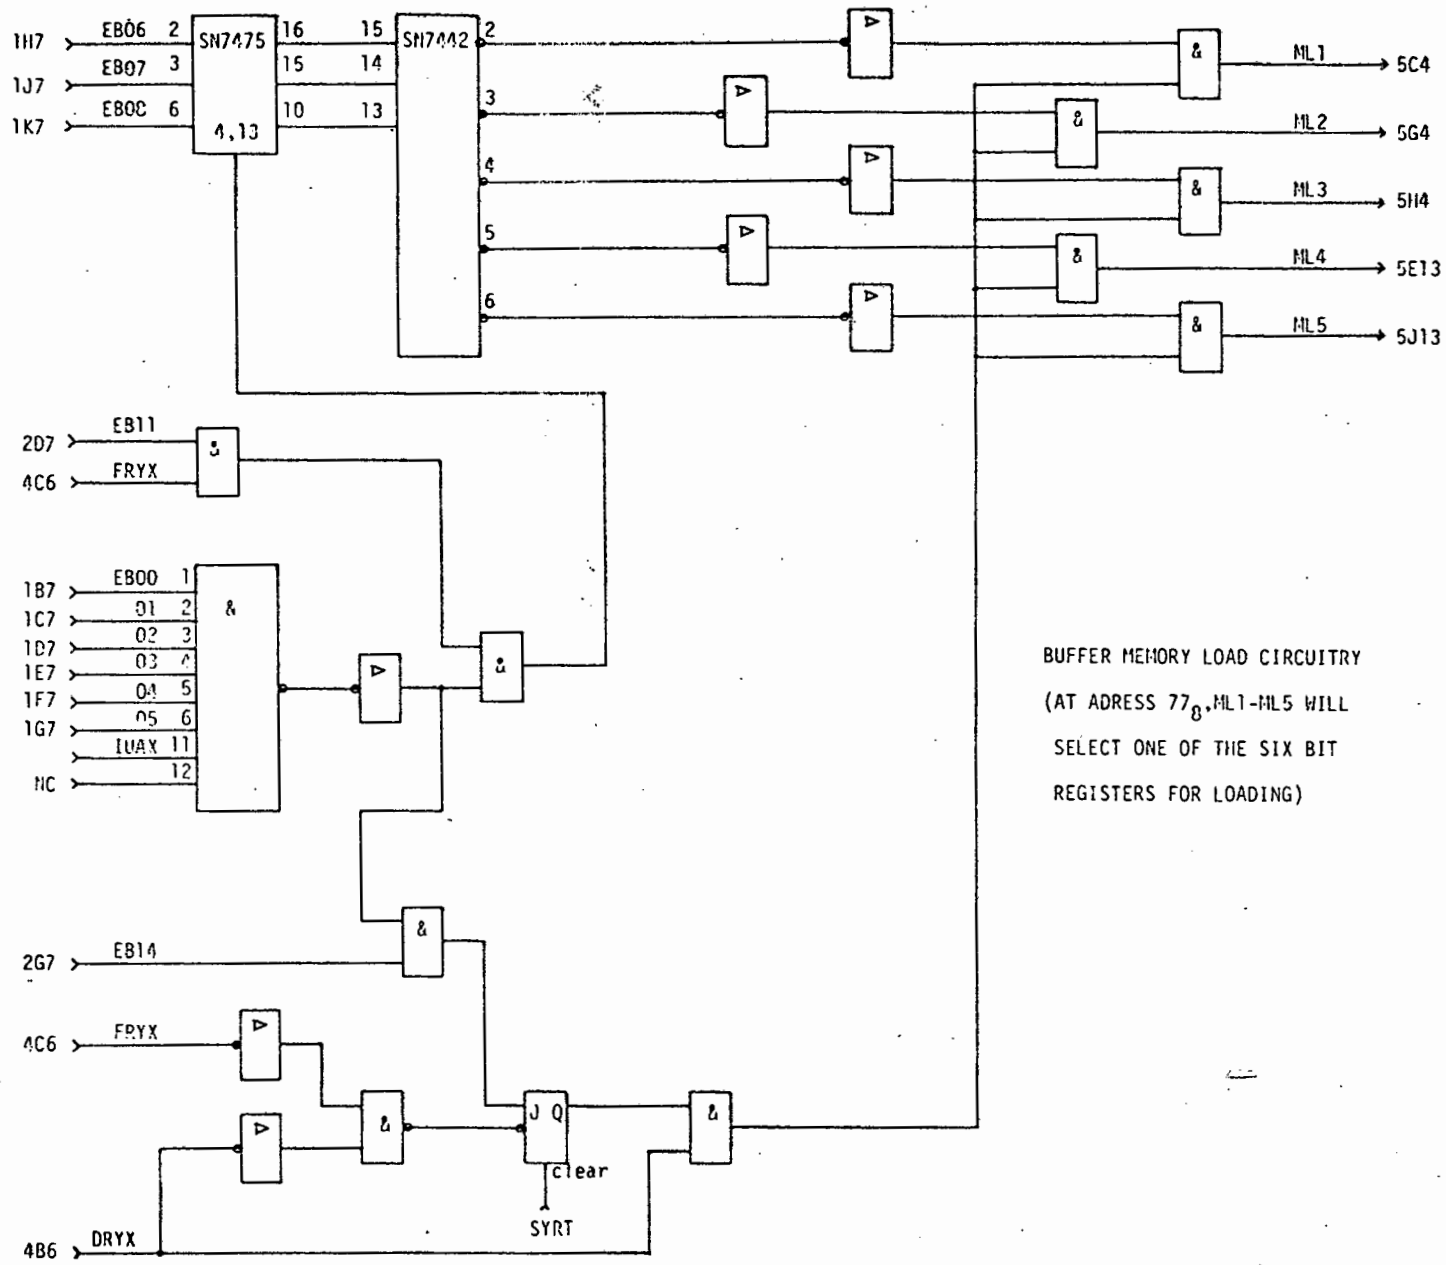 1H7 EB06 2 SN7475 16 15 SN7442 2 & ML1 5C4
1J7 EB07 3 15 14
1K7 EB08 6 4,13 10 13
3 & ML2 5G4
4 & ML3 5H4
5 & ML4 5E13
6 & ML5 5J13
2D7 EB11 &
4C6 FRYX
1B7 EB00 1 &
1C7 01 2
1D7 02 3
1E7 03 4
1F7 04 5
1G7 05 6
IUAX 11
NC 12
&
BUFFER MEMORY LOAD CIRCUITRY
(AT ADRESS 77₈,ML1-ML5 WILL
SELECT ONE OF THE SIX BIT
REGISTERS FOR LOADING)
&
2G7 EB14
4C6 FRYX
& J Q &
clear
SYRT
4B6 DRYX